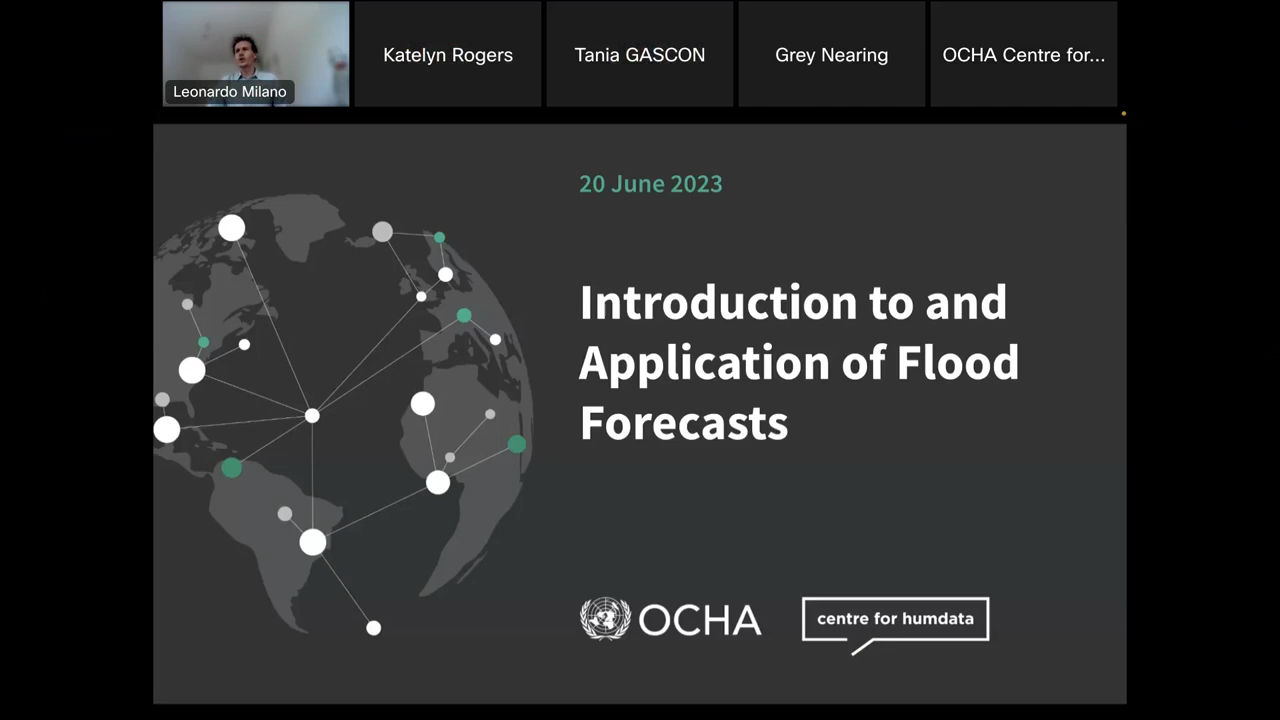 Leonardo Milano
Katelyn Rogers
Tania GASCON
Grey Nearing
OCHA Centre for...
20 June 2023
Introduction to and
Application of Flood
Forecasts
OCHA
centre for humdata